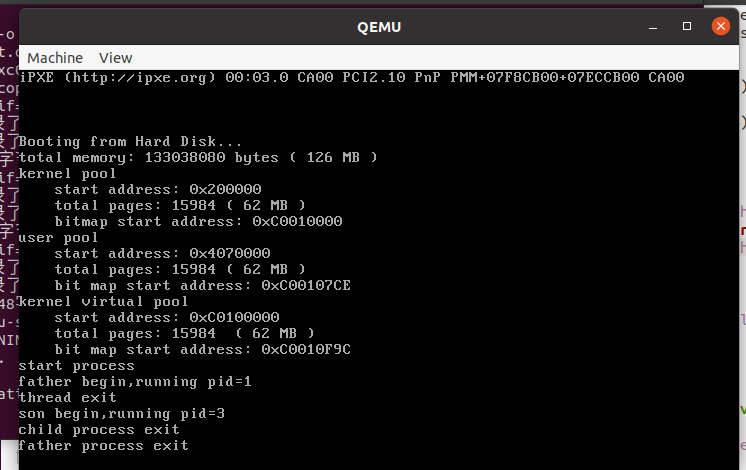 QEMU
Machine View
iPXE (http://ipxe.org) 00:03.0 CA00 PCI2.10 PnP PMM+07F8CB00+07ECCB00 CA00
Booting from Hard Disk...
total memory: 133038080 bytes ( 126 MB )
kernel pool
    start address: 0x200000
    total pages: 15984 ( 62 MB )
    bitmap start address: 0xC0010000
user pool
    start address: 0x4070000
    total pages: 15984 ( 62 MB )
    bit map start address: 0xC00107CE
kernel virtual pool
    start address: 0xC0100000
    total pages: 15984  ( 62 MB )
    bit map start address: 0xC0010F9C
start process
father begin,running pid=1
thread exit
son begin,running pid=3
child process exit
father process exit